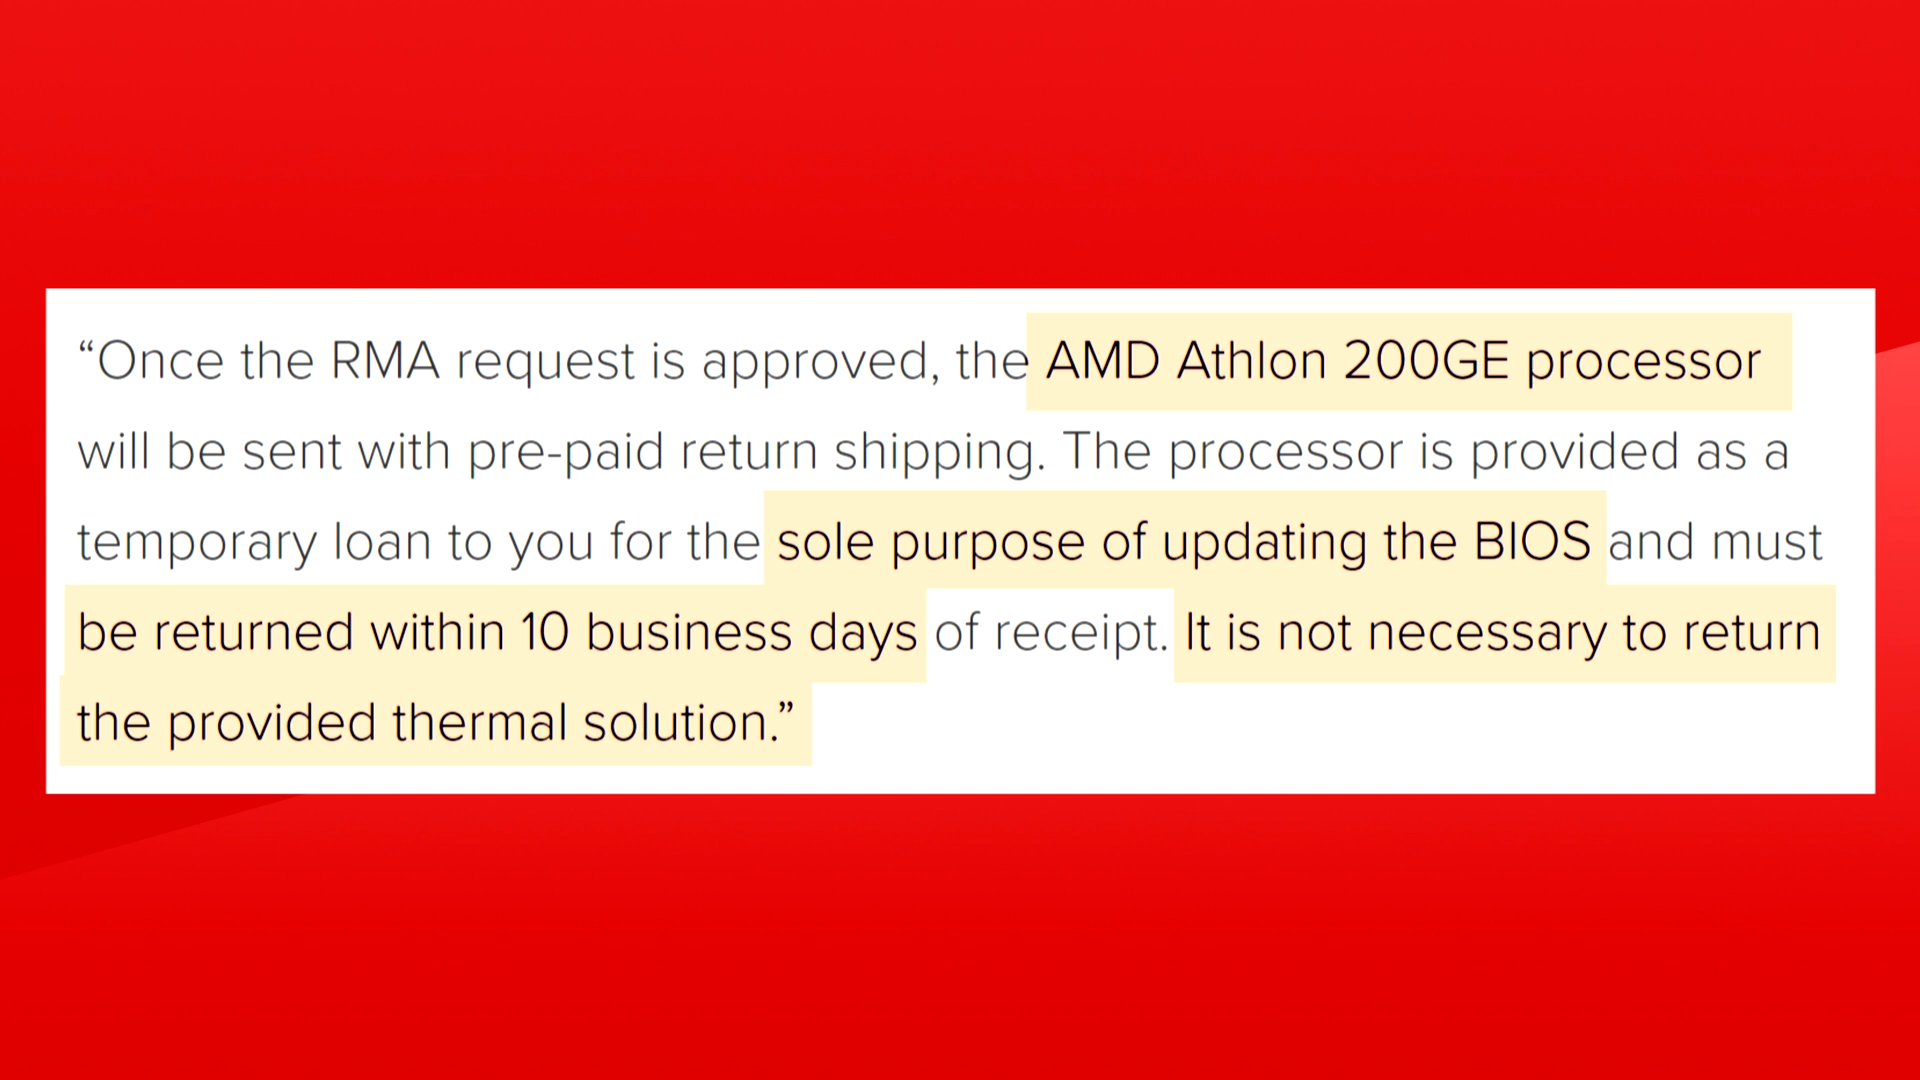 “Once the RMA request is approved, the AMD Athlon 200GE processor
will be sent with pre-paid return shipping. The processor is provided as a
temporary loan to you for the sole purpose of updating the BIOS and must
be returned within 10 business days of receipt. It is not necessary to return
the provided thermal solution.”